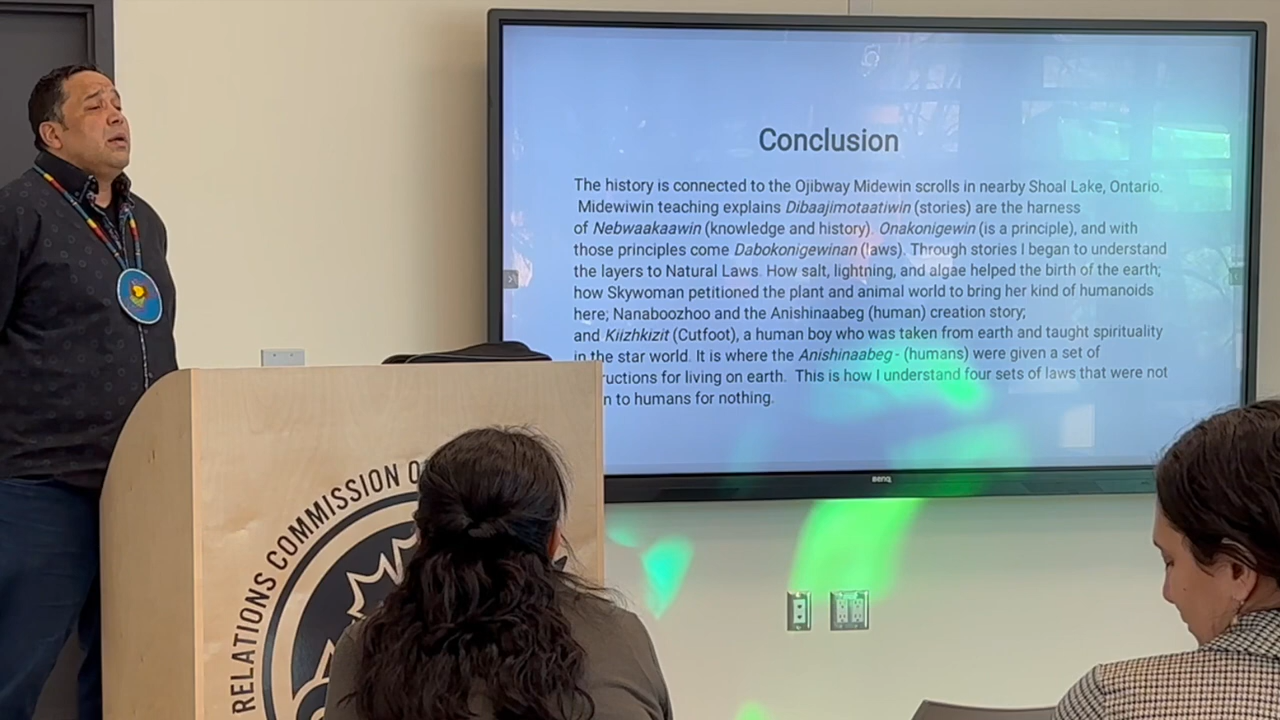 Conclusion
The history is connected to the Ojibway Midewin scrolls in nearby Shoal Lake, Ontario.
Midewiwin teaching explains Dibaajimotaatiwin (stories) are the harness
of Nebwaakaawin (knowledge and history). Onakonigewin (is a principle), and with
those principles come Dabokonigewinan (laws). Through stories I began to understand
the layers to Natural Laws. How salt, lightning, and algae helped the birth of the earth;
how Skywoman petitioned the plant and animal world to bring her kind of humanoids
here; Nanaboozhoo and the Anishinaabeg (human) creation story;
and Kiizhkizit (Cutfoot), a human boy who was taken from earth and taught spirituality
in the star world. It is where the Anishinaabeg - (humans) were given a set of
ructions for living on earth. This is how I understand four sets of laws that were not
n to humans for nothing.
BenQ
RELATIONS COMMISSION O